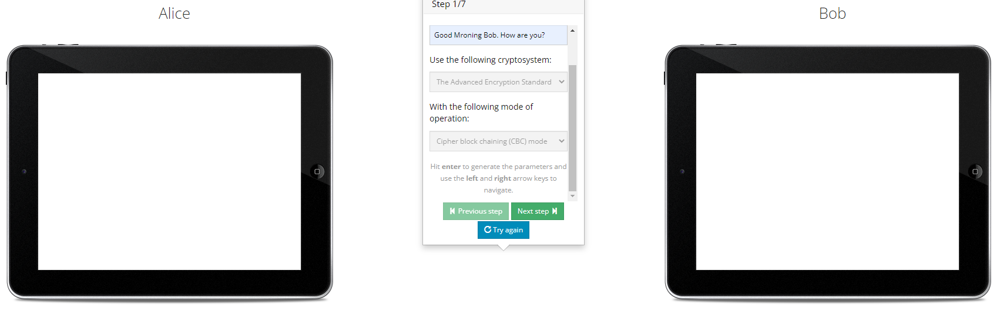 Alice
Step 1/7
Bob
Good Mroning Bob. How are you?
Use the following cryptosystem:
The Advanced Encryption Standard
With the following mode of
operation:
Cipher block chaining (CBC) mode
Hit enter to generate the parameters and
use the left and right arrow keys to
navigate.
Previous step
Next step
Try again